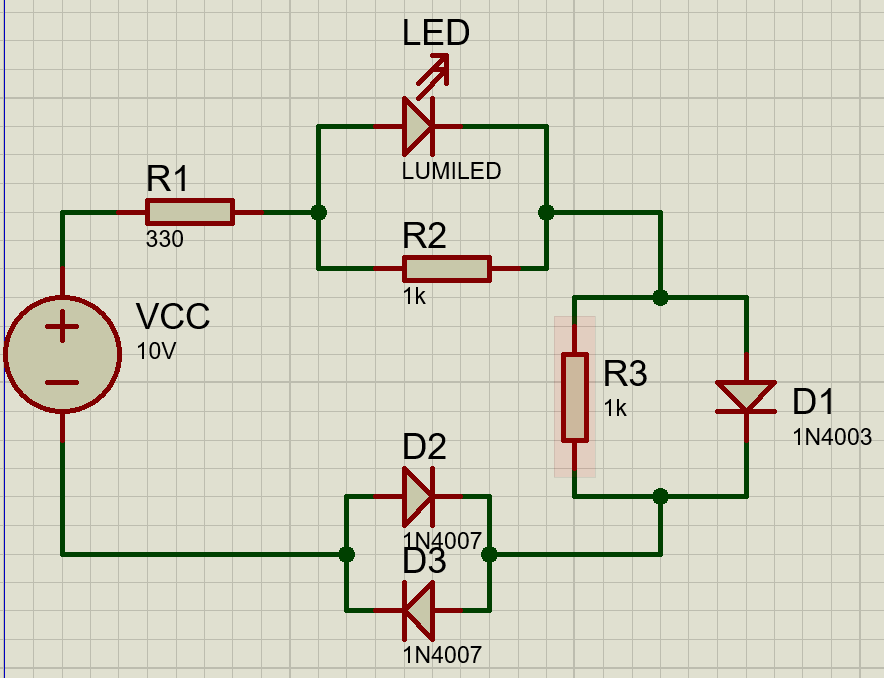 LED
LUMILED
R1
330
R2
1k
VCC
10V
R3
1k
D1
1N4003
D2
1N4007
D3
1N4007